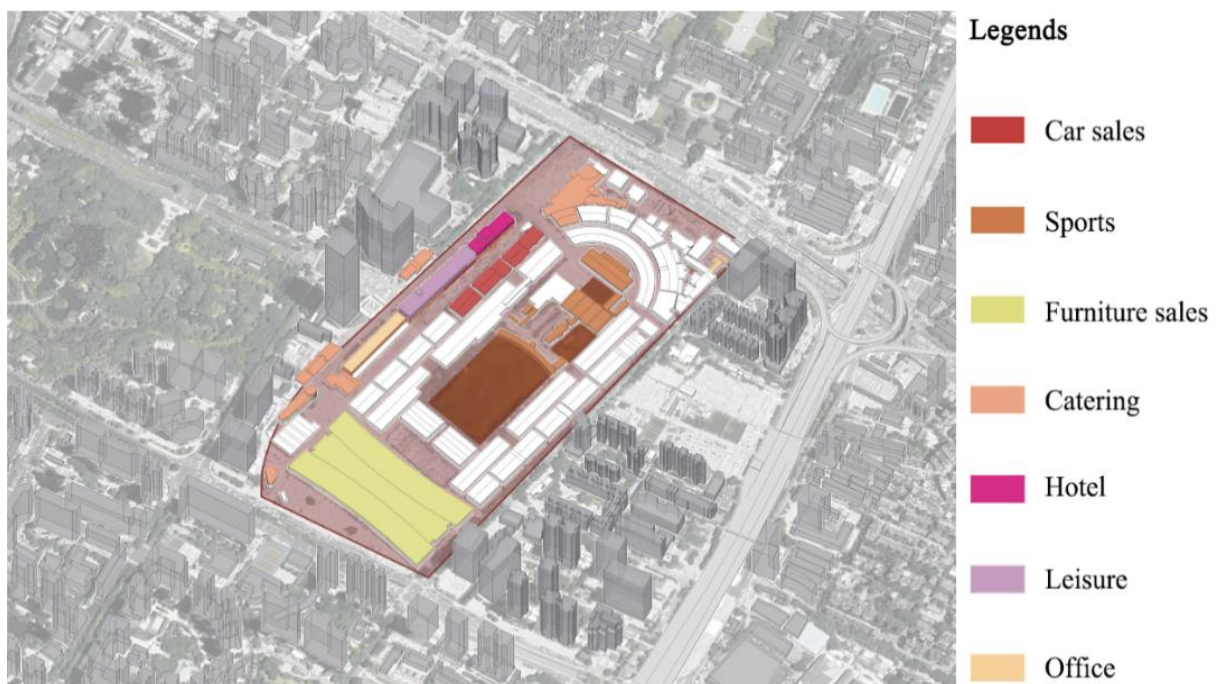 Legends
Car sales
Sports
Furniture sales
Catering
Hotel
Leisure
Office